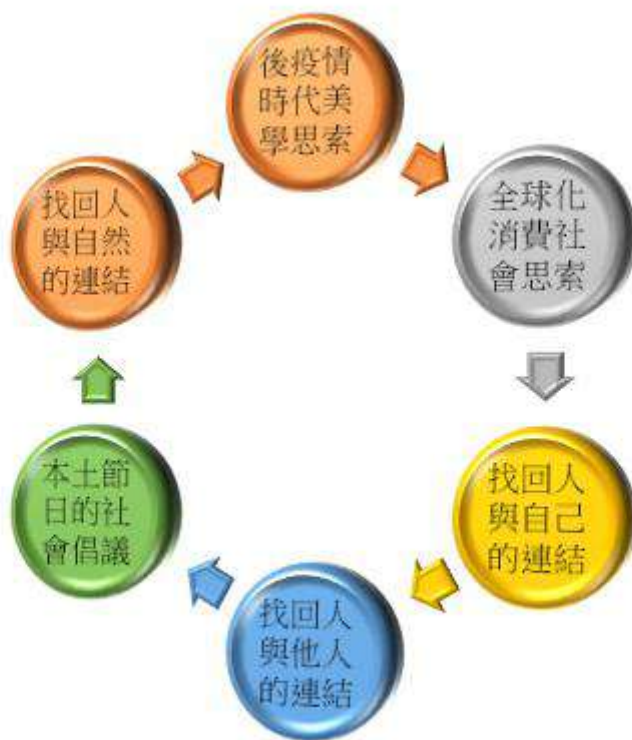 後疫情
時代美
學思索
全球化
消費社
會思索
找回人
與自己
的連結
找回人
與他人
的連結
本土節
日的社
會倡議
找回人
與自然
的連結